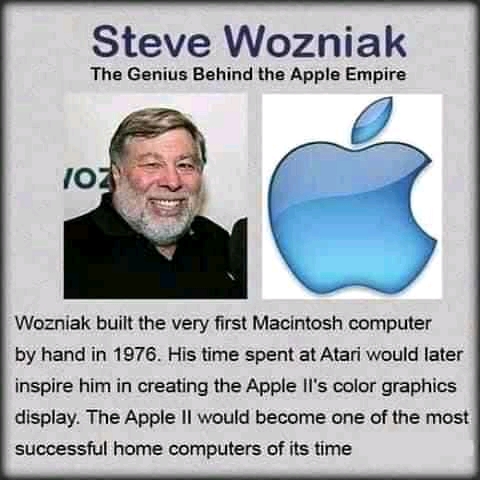 Steve Wozniak
The Genius Behind the Apple Empire
WOZ
Wozniak built the very first Macintosh computer
by hand in 1976. His time spent at Atari would later
inspire him in creating the Apple II's color graphics
display. The Apple II would become one of the most
successful home computers of its time